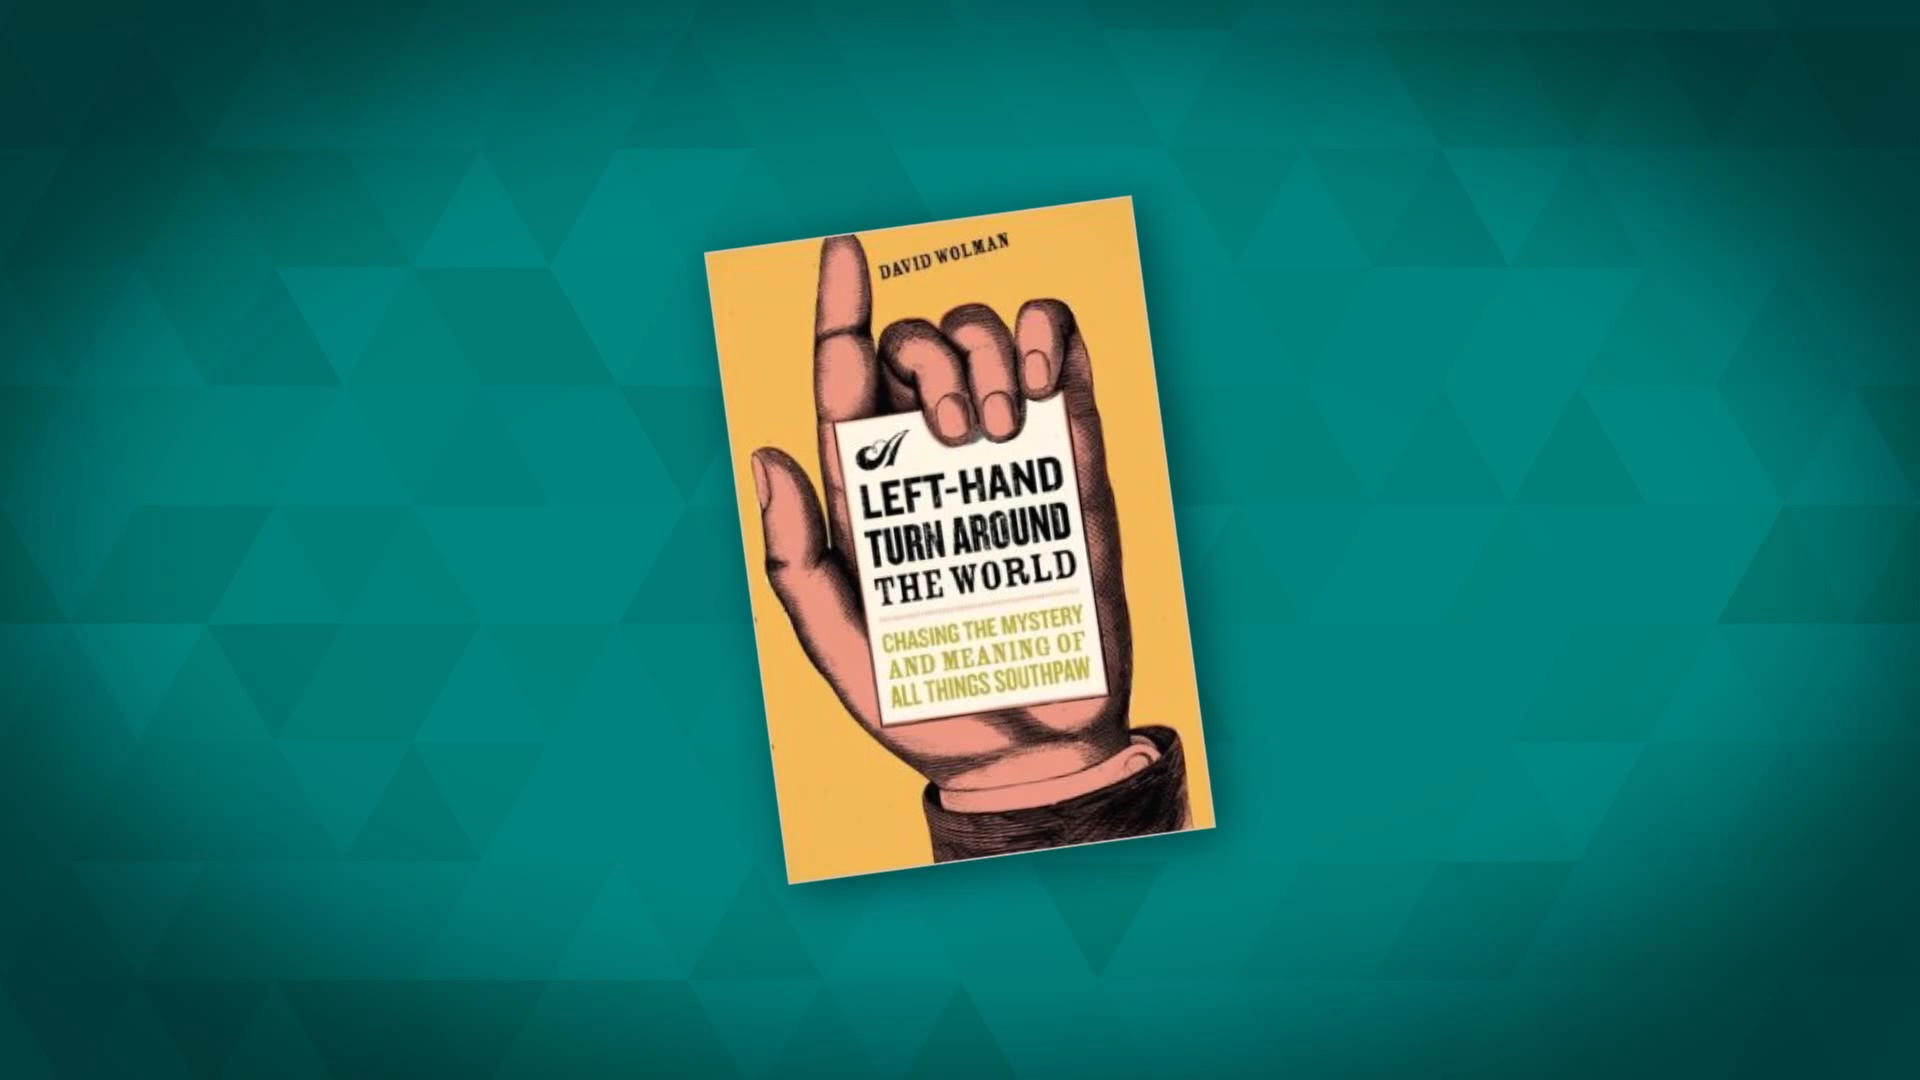 DAVID WOLMAN
A
LEFT-HAND
TURN AROUND
THE WORLD
CHASING THE MYSTERY
AND MEANING OF
ALL THINGS SOUTHPAW